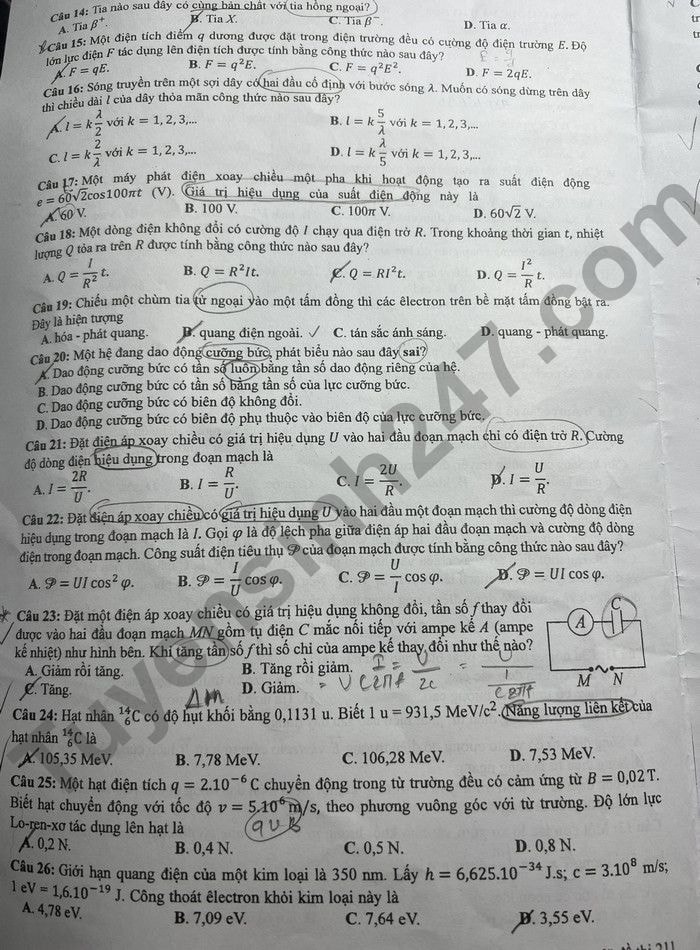 Câu 14: Tia nào sau đây có cùng bản chất với tia hồng ngoại?
A. Tia β⁺. B. Tia X. C. Tia β⁻. D. Tia α.
Câu 15: Một điện tích điểm q dương được đặt trong điện trường đều có cường độ điện trường E. Độ
lớn lực điện F tác dụng lên điện tích được tính bằng công thức nào sau đây?
A. F = qE. B. F = q²E. C. F = q²E². D. F = 2qE.
Câu 16: Sóng truyền trên một sợi dây có hai đầu cố định với bước sóng λ. Muốn có sóng dừng trên dây
thì chiều dài l của dây thỏa mãn công thức nào sau đây?
A. l = k λ/2 với k = 1, 2, 3,... B. l = k 5/λ với k = 1, 2, 3,...
C. l = k 2/λ với k = 1, 2, 3,... D. l = k λ/5 với k = 1, 2, 3,...
Câu 17: Một máy phát điện xoay chiều một pha khi hoạt động tạo ra suất điện động
e = 60√2cos100πt (V). Giá trị hiệu dụng của suất điện động này là
A. 60 V. B. 100 V. C. 100π V. D. 60√2 V.
Câu 18: Một dòng điện không đổi có cường độ I chạy qua điện trở R. Trong khoảng thời gian t, nhiệt
lượng Q tỏa ra trên R được tính bằng công thức nào sau đây?
A. Q = I/R² t. B. Q = R²It. C. Q = RI²t. D. Q = I²/R t.
Câu 19: Chiếu một chùm tia tử ngoại vào một tấm đồng thì các êlectron trên bề mặt tấm đồng bật ra.
Đây là hiện tượng
A. hóa - phát quang. B. quang điện ngoài. ✓ C. tán sắc ánh sáng. D. quang - phát quang.
Câu 20: Một hệ đang dao động cưỡng bức, phát biểu nào sau đây sai?
A. Dao động cưỡng bức có tần số luôn bằng tần số dao động riêng của hệ.
B. Dao động cưỡng bức có tần số bằng tần số của lực cưỡng bức.
C. Dao động cưỡng bức có biên độ không đổi.
D. Dao động cưỡng bức có biên độ phụ thuộc vào biên độ của lực cưỡng bức.
Câu 21: Đặt điện áp xoay chiều có giá trị hiệu dụng U vào hai đầu đoạn mạch chỉ có điện trở R. Cường
độ dòng điện hiệu dụng trong đoạn mạch là
A. I = 2R/U. B. I = R/U. C. I = 2U/R. D. I = U/R.
Câu 22: Đặt điện áp xoay chiều có giá trị hiệu dụng U vào hai đầu một đoạn mạch thì cường độ dòng điện
hiệu dụng trong đoạn mạch là I. Gọi φ là độ lệch pha giữa điện áp hai đầu đoạn mạch và cường độ dòng
điện trong đoạn mạch. Công suất điện tiêu thụ 𝒫 của đoạn mạch được tính bằng công thức nào sau đây?
A. 𝒫 = UI cos² φ. B. 𝒫 = I/U cos φ. C. 𝒫 = U/I cos φ. D. 𝒫 = UI cos φ.
Câu 23: Đặt một điện áp xoay chiều có giá trị hiệu dụng không đổi, tần số f thay đổi
được vào hai đầu đoạn mạch MN gồm tụ điện C mắc nối tiếp với ampe kế A (ampe
kế nhiệt) như hình bên. Khi tăng tần số f thì số chỉ của ampe kế thay đổi như thế nào?
A C
M N
A. Giảm rồi tăng. B. Tăng rồi giảm. I = U/Zc = U/(1/C2πf)
C. Tăng. D. Giảm. = UC2πf
Δm
Câu 24: Hạt nhân ¹⁴₆C có độ hụt khối bằng 0,1131 u. Biết 1 u = 931,5 MeV/c². Năng lượng liên kết của
hạt nhân ¹⁴₆C là
A. 105,35 MeV. B. 7,78 MeV. C. 106,28 MeV. D. 7,53 MeV.
Câu 25: Một hạt điện tích q = 2.10⁻⁶ C chuyển động trong từ trường đều có cảm ứng từ B = 0,02 T.
Biết hạt chuyển động với tốc độ v = 5.10⁶ m/s, theo phương vuông góc với từ trường. Độ lớn lực
Lo-ren-xơ tác dụng lên hạt là
qvB
A. 0,2 N. B. 0,4 N. C. 0,5 N. D. 0,8 N.
Câu 26: Giới hạn quang điện của một kim loại là 350 nm. Lấy h = 6,625.10⁻³⁴ J.s; c = 3.10⁸ m/s;
1 eV = 1,6.10⁻¹⁹ J. Công thoát êlectron khỏi kim loại này là
A. 4,78 eV. B. 7,09 eV. C. 7,64 eV. D. 3,55 eV.
tuyensinh247.com